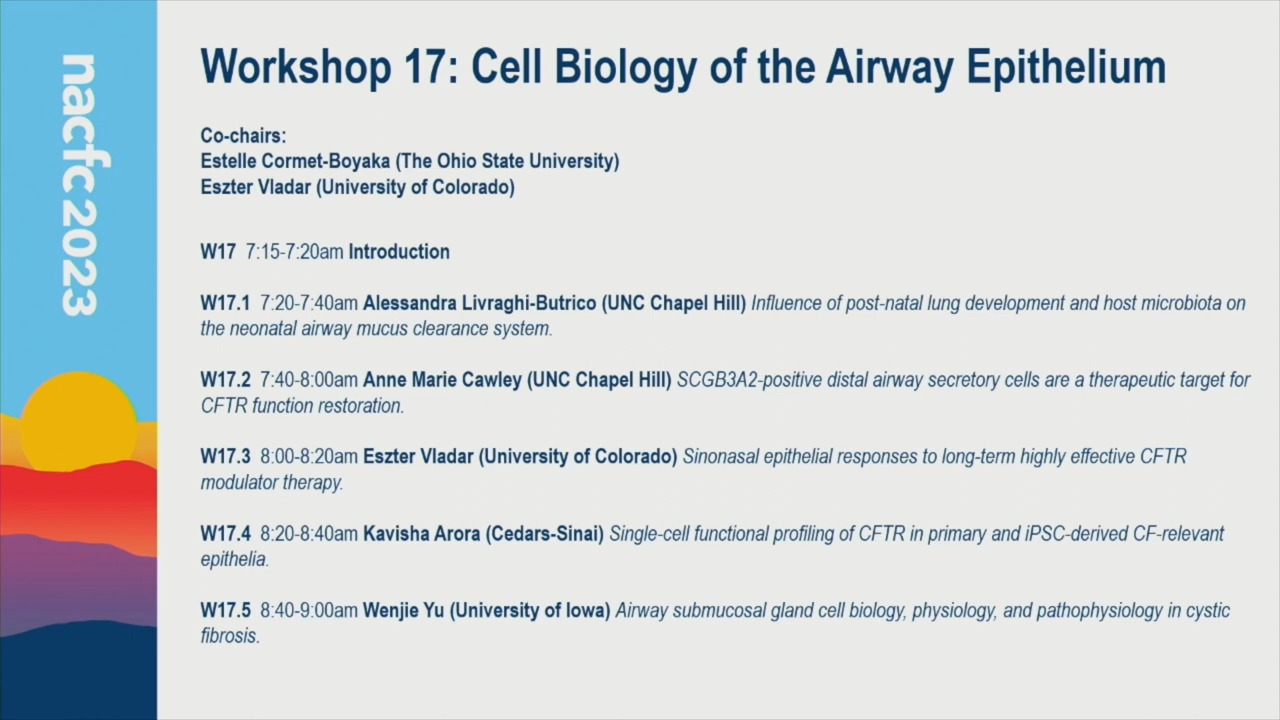 nacfc 2023
Workshop 17: Cell Biology of the Airway Epithelium
Co-chairs:
Estelle Cormet-Boyaka (The Ohio State University)
Eszter Vladar (University of Colorado)
W17 7:15-7:20am Introduction
W17.1 7:20-7:40am Alessandra Livraghi-Butrico (UNC Chapel Hill) Influence of post-natal lung development and host microbiota on
the neonatal airway mucus clearance system.
W17.2 7:40-8:00am Anne Marie Cawley (UNC Chapel Hill) SCGB3A2-positive distal airway secretory cells are a therapeutic target for
CFTR function restoration.
W17.3 8:00-8:20am Eszter Vladar (University of Colorado) Sinonasal epithelial responses to long-term highly effective CFTR
modulator therapy.
W17.4 8:20-8:40am Kavisha Arora (Cedars-Sinai) Single-cell functional profiling of CFTR in primary and iPSC-derived CF-relevant
epithelia.
W17.5 8:40-9:00am Wenjie Yu (University of Iowa) Airway submucosal gland cell biology, physiology, and pathophysiology in cystic
fibrosis.